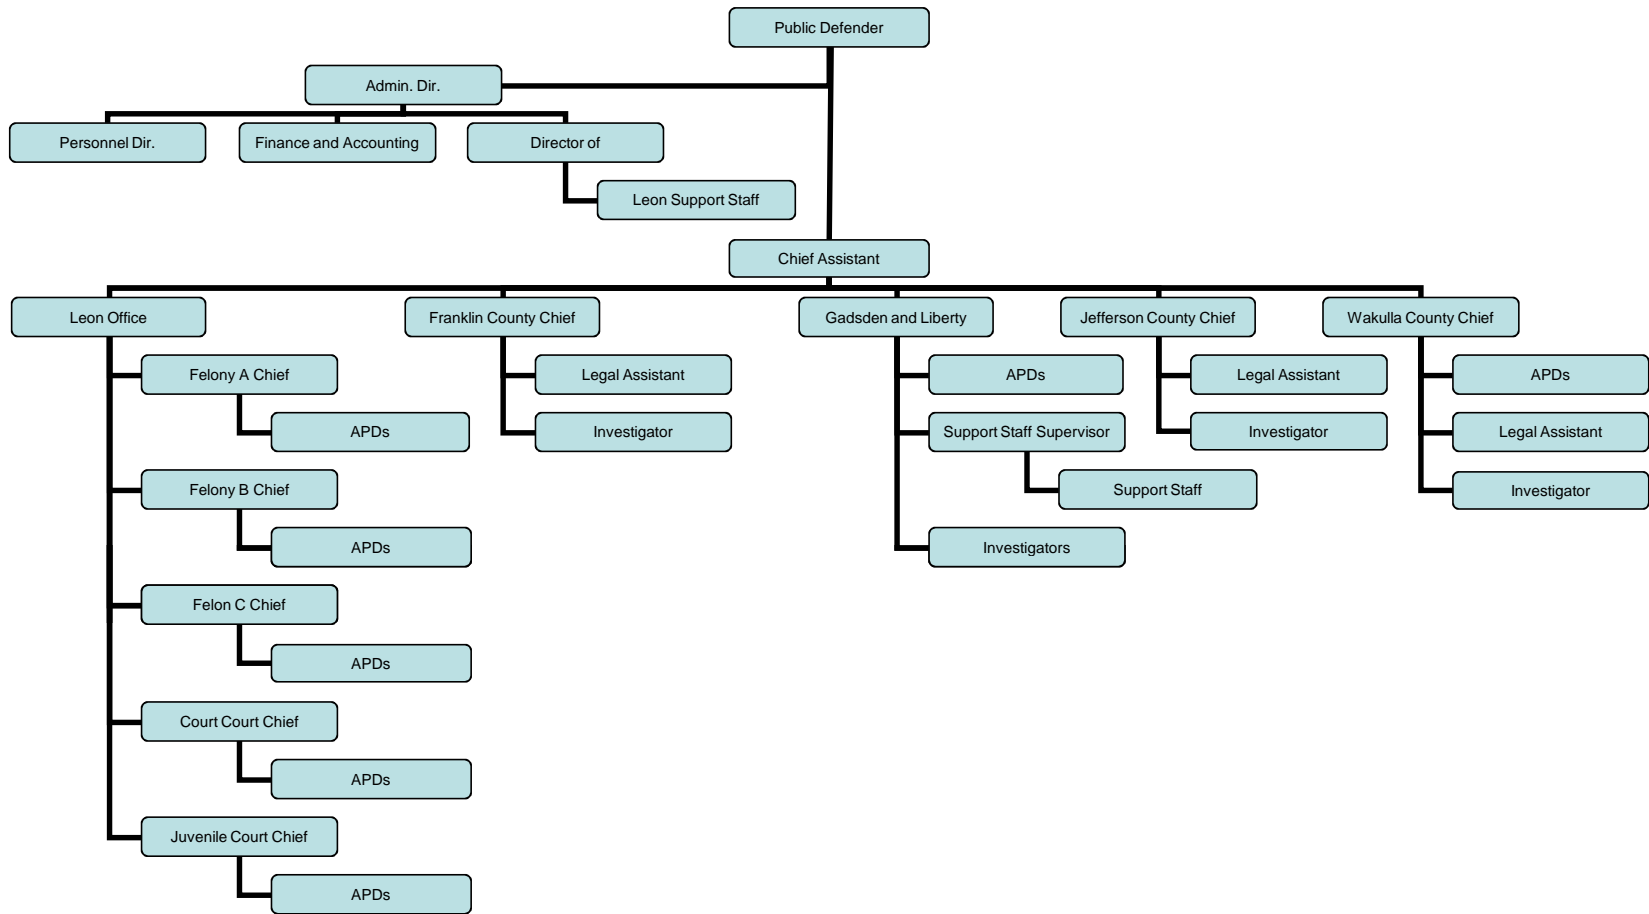 Public Defender
Admin. Dir.
Personnel Dir.
Finance and Accounting
Director of
Leon Support Staff
Chief Assistant
Leon Office
Franklin County Chief
Gadsden and Liberty
Jefferson County Chief
Wakulla County Chief
Felony A Chief
Legal Assistant
APDs
Legal Assistant
APDs
APDs
Investigator
Support Staff Supervisor
Investigator
Legal Assistant
Felony B Chief
Support Staff
Investigator
APDs
Investigators
Felon C Chief
APDs
Court Court Chief
APDs
Juvenile Court Chief
APDs